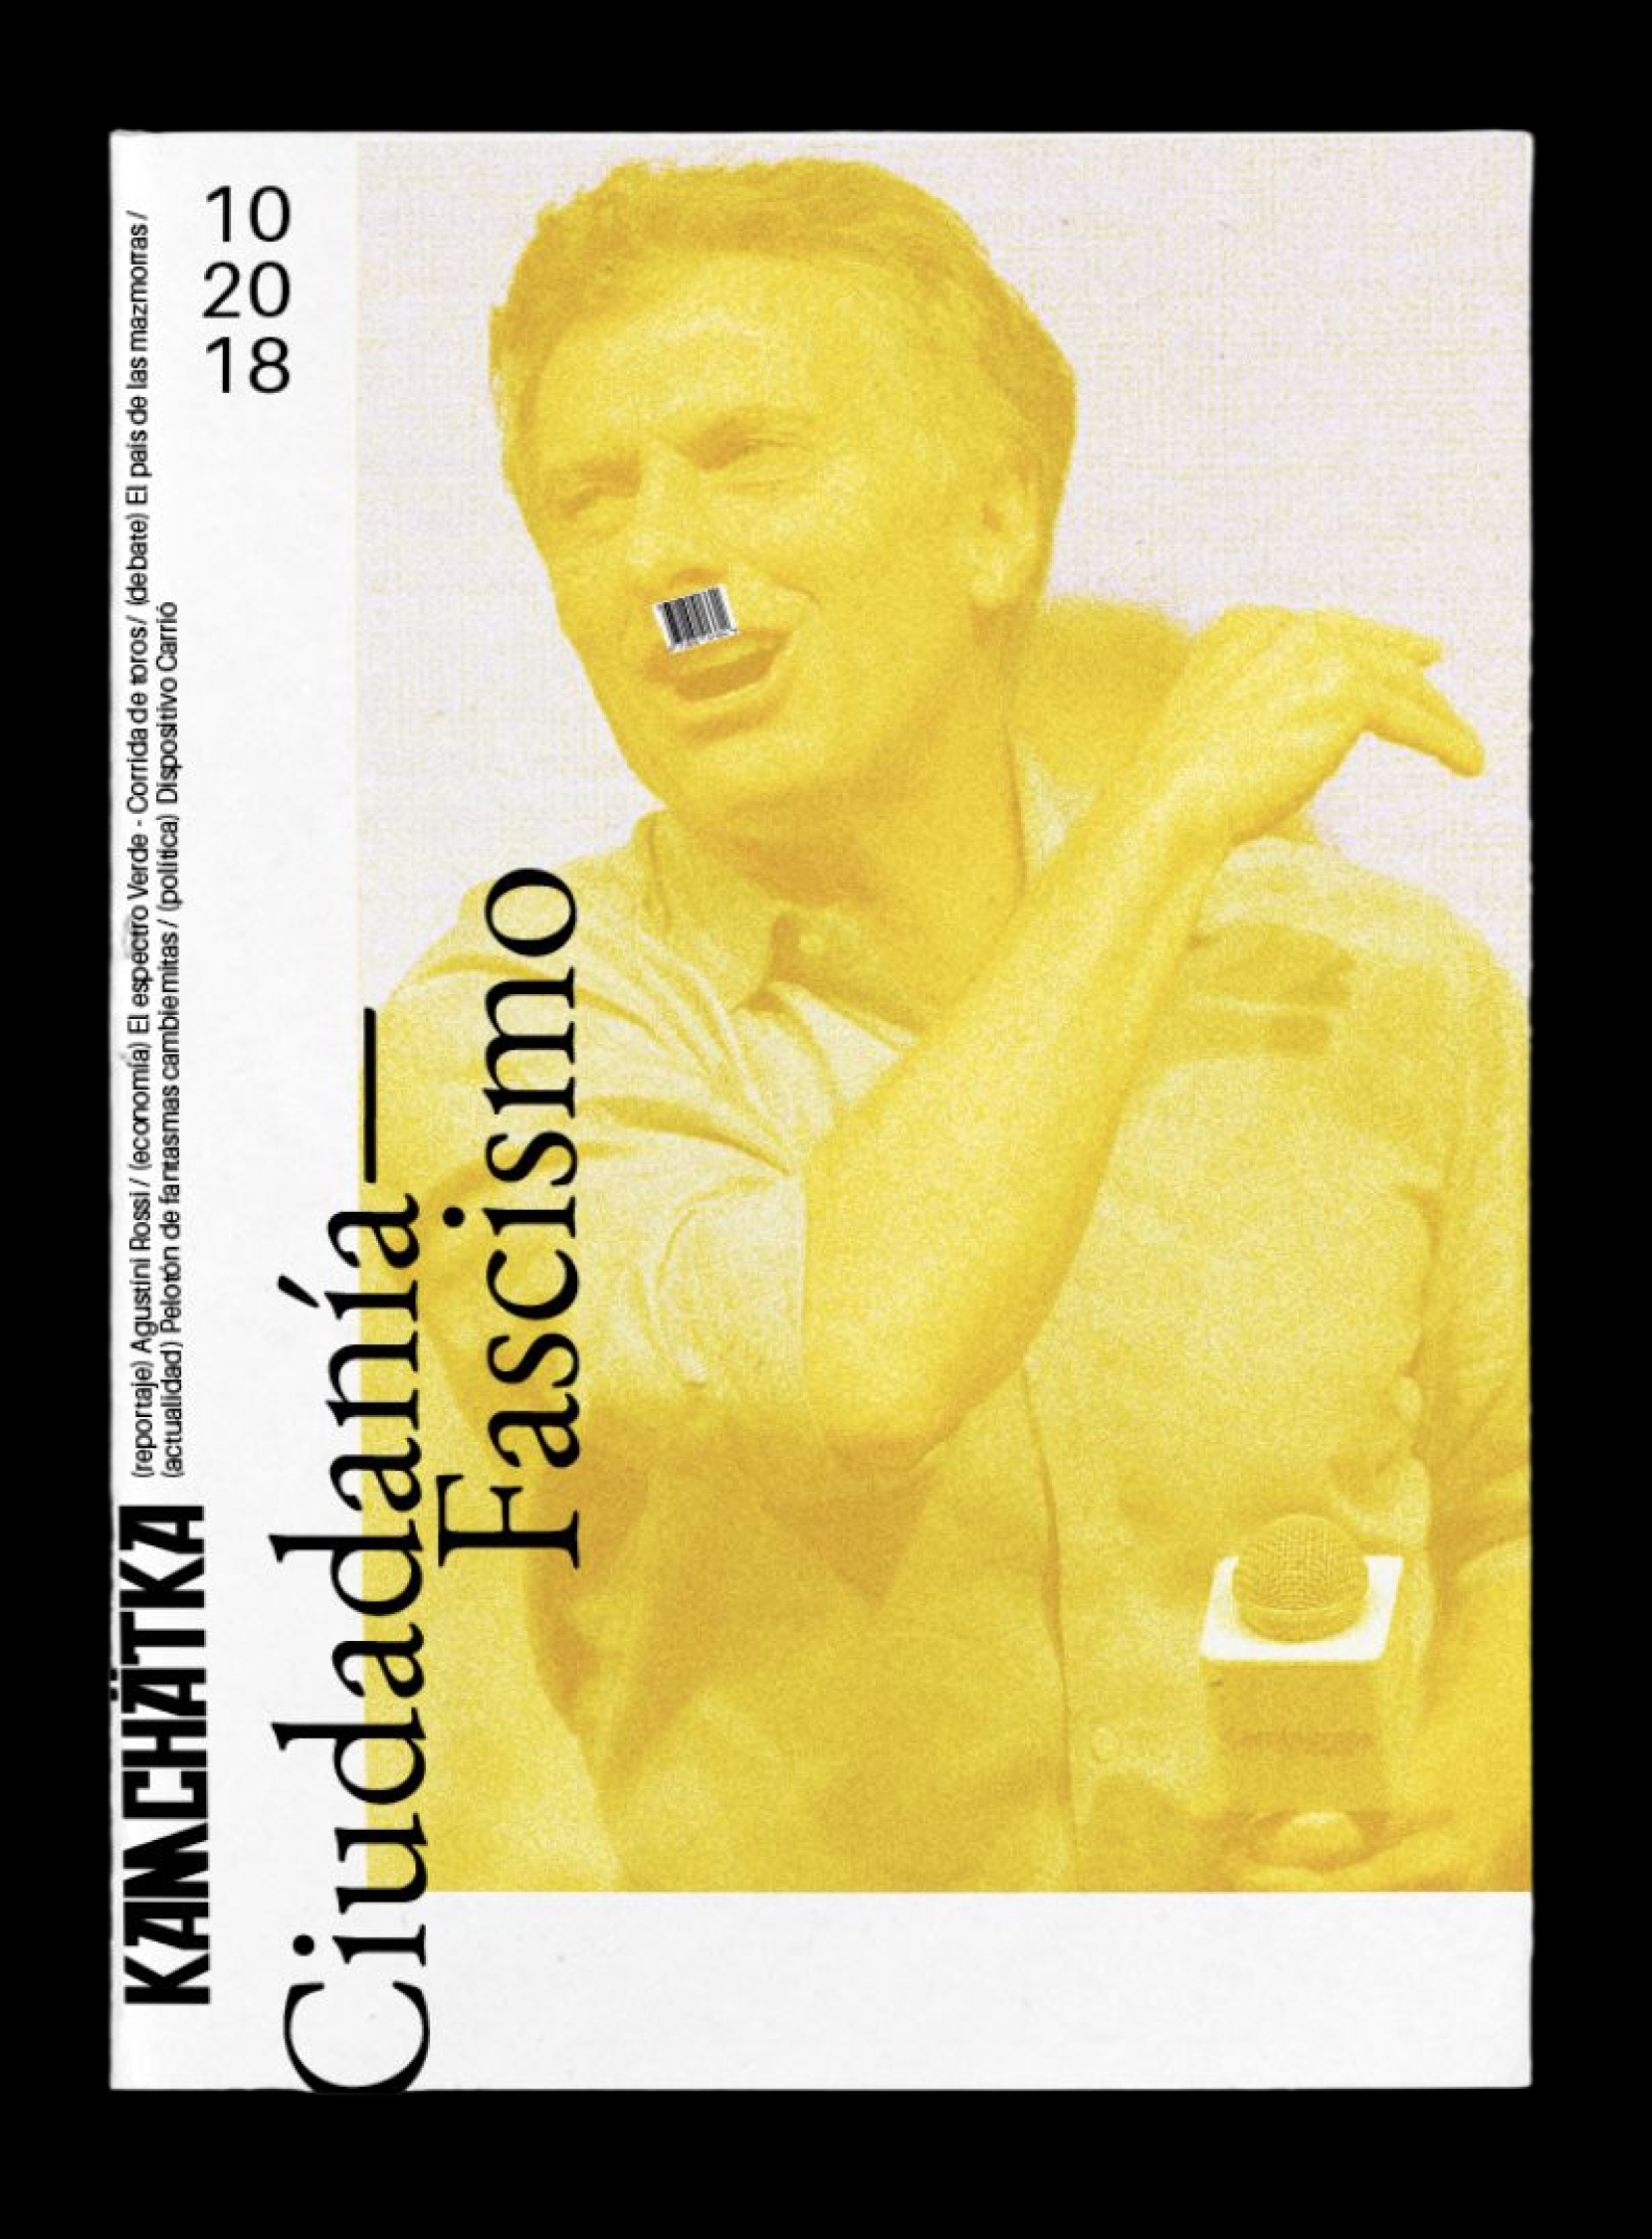 10
20
18
(reportaje) Agustini Rossi / (economía) El espectro Verde - Corrida de toros / (debate) El país de las mazmorras /
(actualidad) Pelotón de fantasmas cambiemitas / (política) Dispositivo Carrió
KAMCHÄTKA
Ciudadanía—
Fascismo